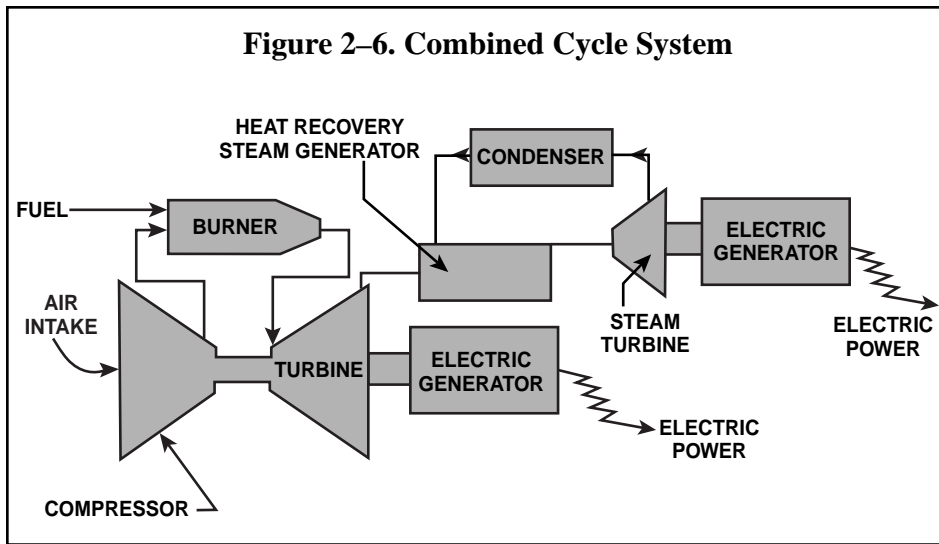 Figure 2–6. Combined Cycle System
HEAT RECOVERY
STEAM GENERATOR
CONDENSER
FUEL
BURNER
ELECTRIC
GENERATOR
AIR
INTAKE
STEAM
TURBINE
ELECTRIC
POWER
TURBINE
ELECTRIC
GENERATOR
ELECTRIC
POWER
COMPRESSOR